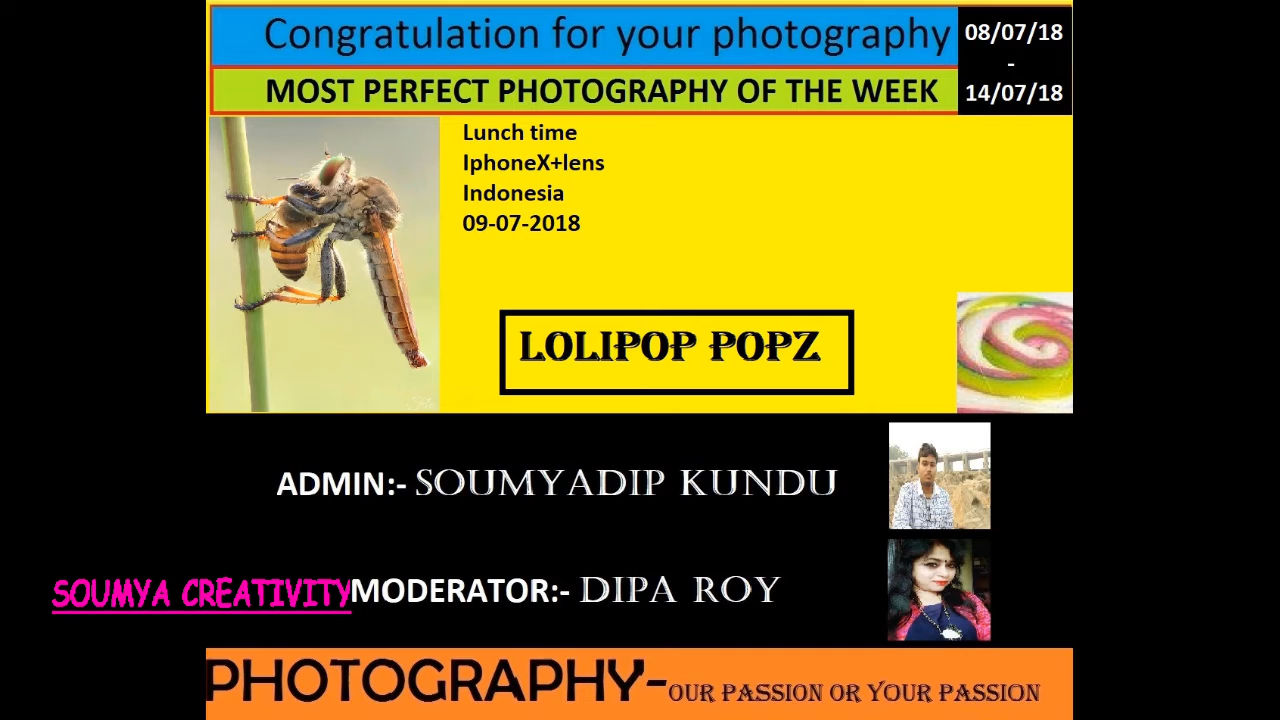 Congratulation for your photography
MOST PERFECT PHOTOGRAPHY OF THE WEEK
08/07/18
-
14/07/18
Lunch time
IphoneX+lens
Indonesia
09-07-2018
LOLIPOP POPZ
ADMIN:- SOUMYADIP KUNDU
SOUMYA CREATIVITY
MODERATOR:- DIPA ROY
PHOTOGRAPHY-OUR PASSION OR YOUR PASSION